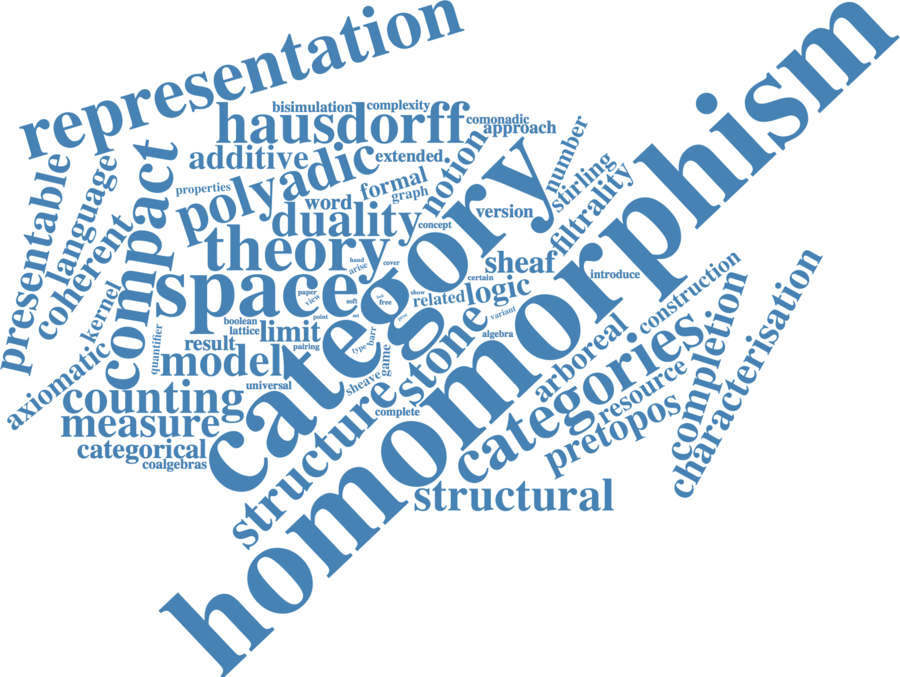 representation
homomorphism
bisimulation
complexity
hausdorff
comonadic
approach
additive
extended
notion
number
polyadic
properties
formal
graph
word
stirling
presentable
language
coherent
compact
duality
concept
version
category
filtrality
theory
hand
arise
cover
sheaf
introduce
kernel
space
certain
related
logic
construction
characterisation
paper
view
soft
free
show
variant
boolean
lattice
point
set
limit
stone
algebra
quantifier
result
pairing
type
barr
axiomatic
model
game
arboreal
categories
completion
universal
sheave
resource
counting
structure
complete
measure
pretopos
categorical
coalgebras
structural